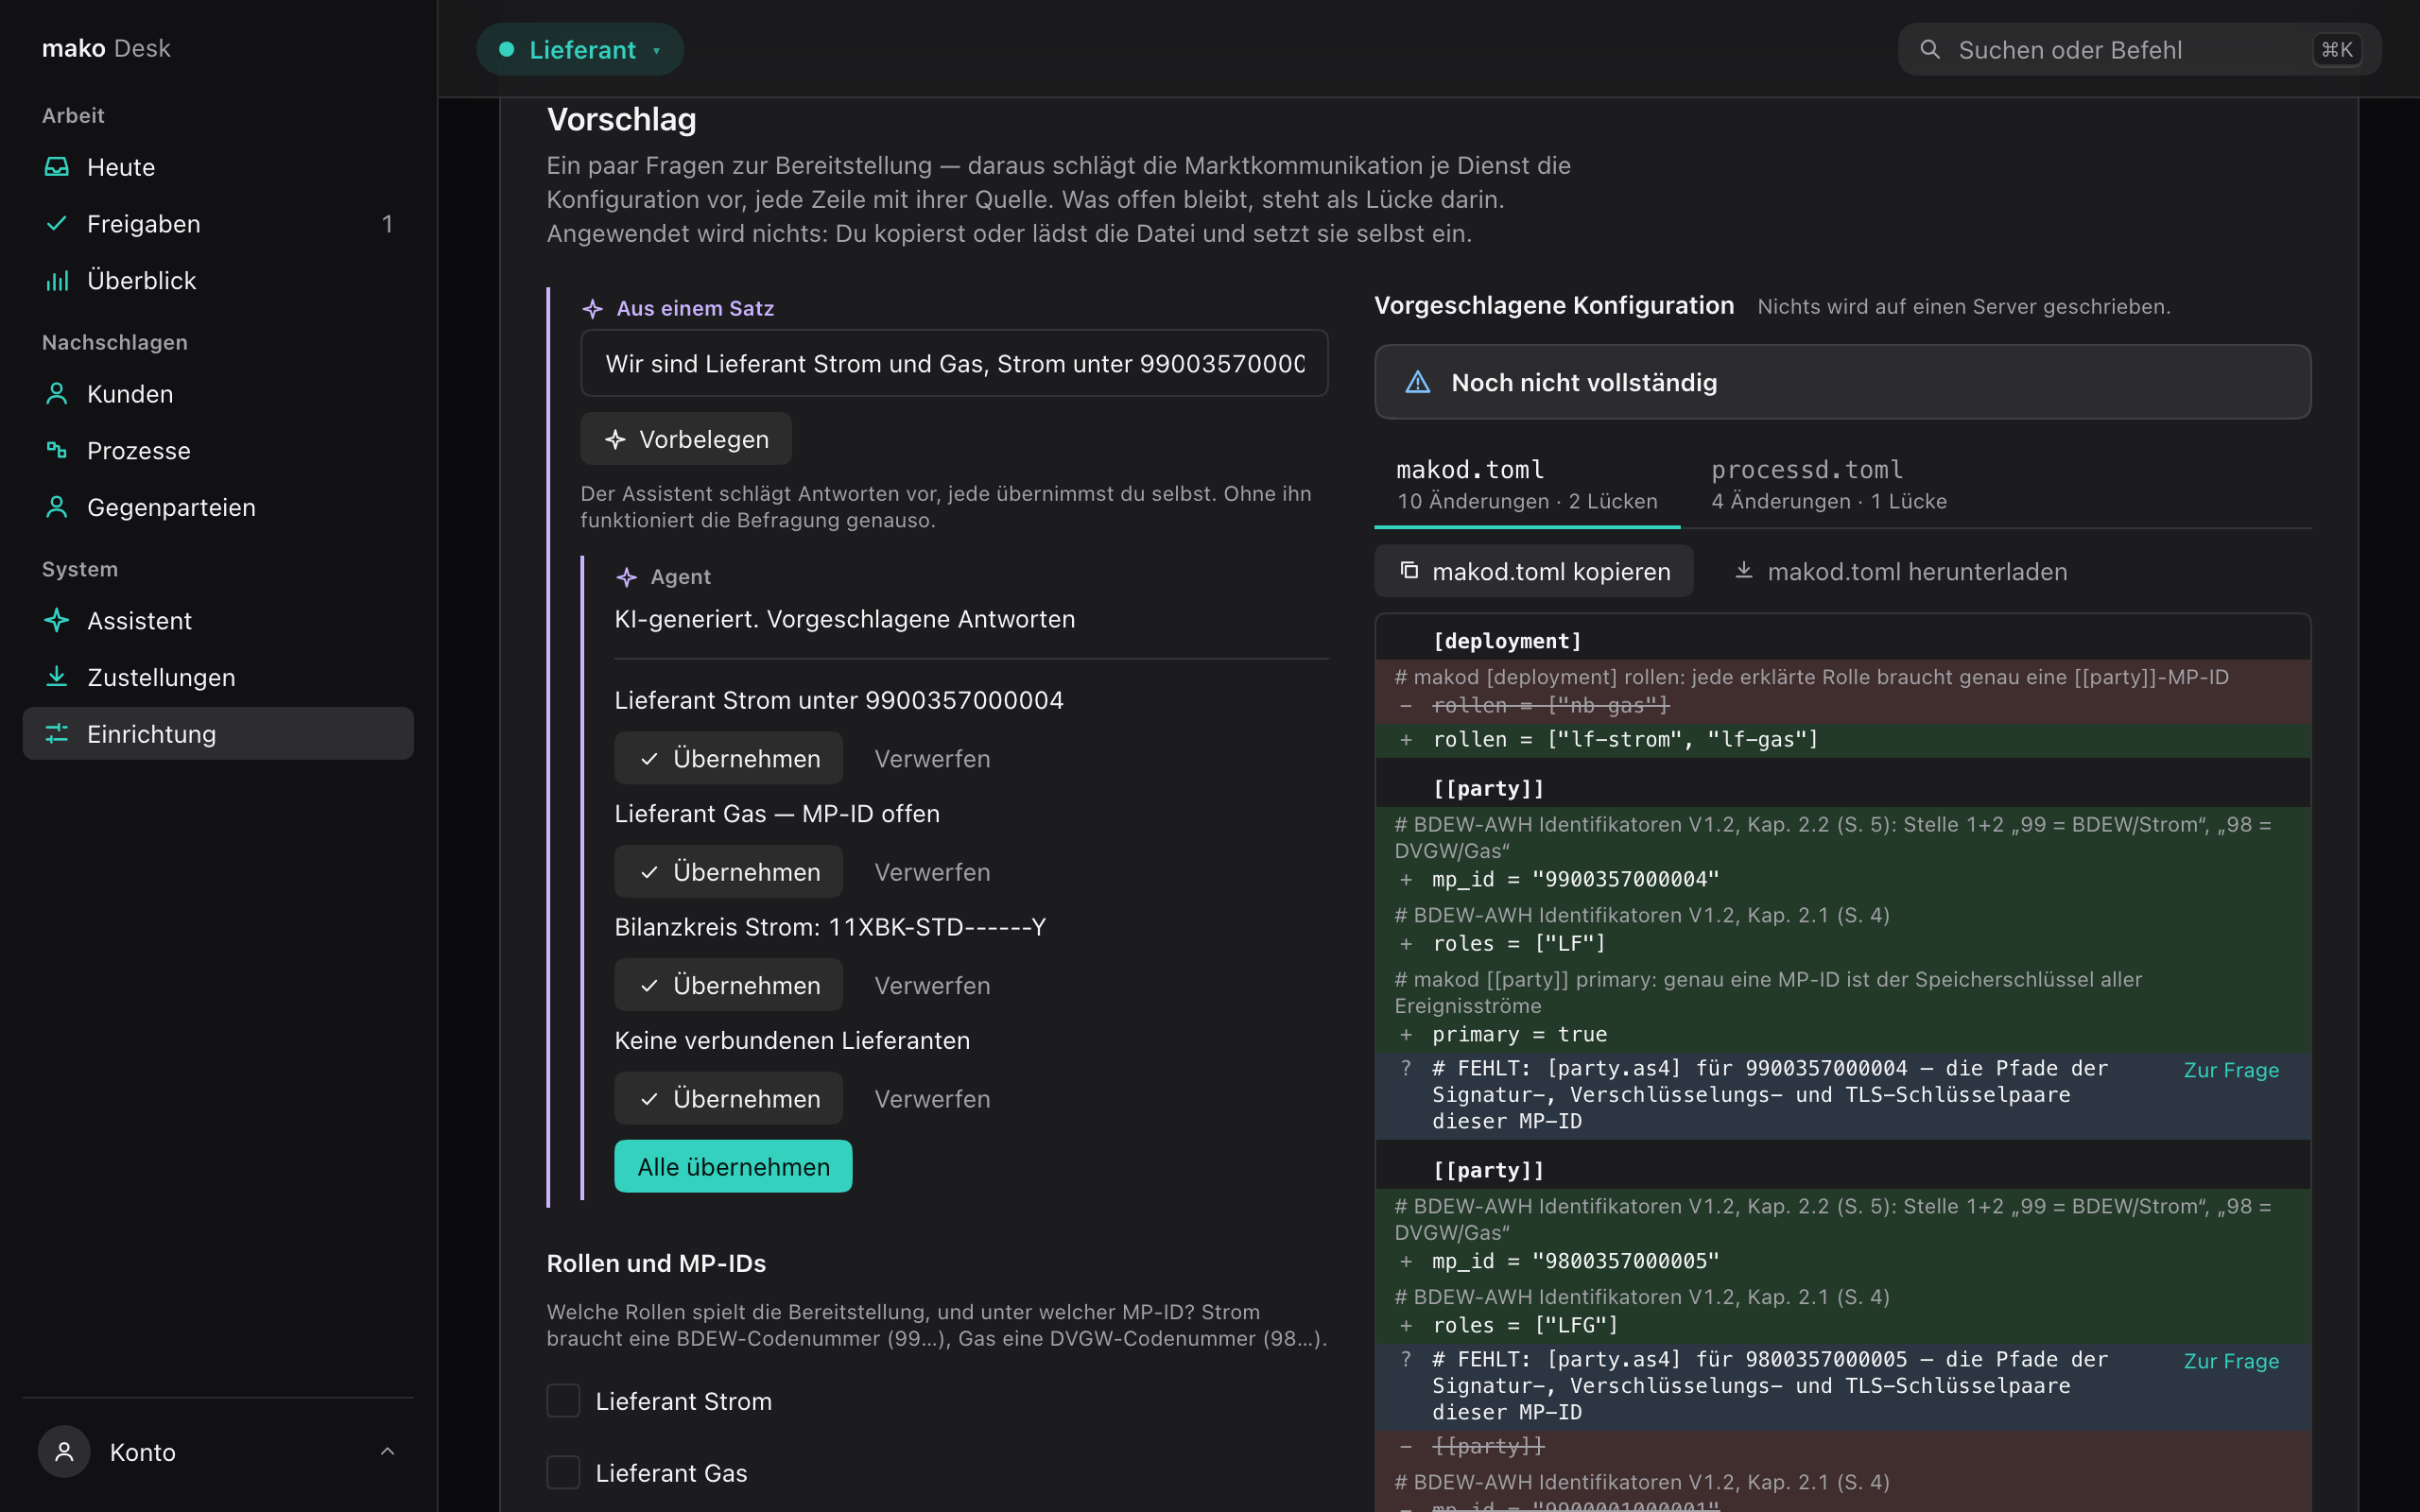 mako Desk
Arbeit
Heute
Freigaben 1
Überblick
Nachschlagen
Kunden
Prozesse
Gegenparteien
System
Assistent
Zustellungen
Einrichtung
Konto
Lieferant
Suchen oder Befehl ⌘K
Vorschlag
Ein paar Fragen zur Bereitstellung — daraus schlägt die Marktkommunikation je Dienst die
Konfiguration vor, jede Zeile mit ihrer Quelle. Was offen bleibt, steht als Lücke darin.
Angewendet wird nichts: Du kopierst oder lädst die Datei und setzt sie selbst ein.
Aus einem Satz
Wir sind Lieferant Strom und Gas, Strom unter 99003570000
Vorbelegen
Der Assistent schlägt Antworten vor, jede übernimmst du selbst. Ohne ihn
funktioniert die Befragung genauso.
Agent
KI-generiert. Vorgeschlagene Antworten
Lieferant Strom unter 9900357000004
Übernehmen Verwerfen
Lieferant Gas — MP-ID offen
Übernehmen Verwerfen
Bilanzkreis Strom: 11XBK-STD------Y
Übernehmen Verwerfen
Keine verbundenen Lieferanten
Übernehmen Verwerfen
Alle übernehmen
Rollen und MP-IDs
Welche Rollen spielt die Bereitstellung, und unter welcher MP-ID? Strom
braucht eine BDEW-Codenummer (99…), Gas eine DVGW-Codenummer (98…).
Lieferant Strom
Lieferant Gas
Vorgeschlagene Konfiguration Nichts wird auf einen Server geschrieben.
Noch nicht vollständig
makod.toml
10 Änderungen · 2 Lücken
processd.toml
4 Änderungen · 1 Lücke
makod.toml kopieren
makod.toml herunterladen
[deployment]
# makod [deployment] rollen: jede erklärte Rolle braucht genau eine [[party]]-MP-ID
− rollen = ["nb-gas"]
+ rollen = ["lf-strom", "lf-gas"]
[[party]]
# BDEW-AWH Identifikatoren V1.2, Kap. 2.2 (S. 5): Stelle 1+2 „99 = BDEW/Strom“, „98 =
DVGW/Gas“
+ mp_id = "9900357000004"
# BDEW-AWH Identifikatoren V1.2, Kap. 2.1 (S. 4)
+ roles = ["LF"]
# makod [[party]] primary: genau eine MP-ID ist der Speicherschlüssel aller
Ereignisströme
+ primary = true
? # FEHLT: [party.as4] für 9900357000004 — die Pfade der Zur Frage
Signatur-, Verschlüsselungs- und TLS-Schlüsselpaare
dieser MP-ID
[[party]]
# BDEW-AWH Identifikatoren V1.2, Kap. 2.2 (S. 5): Stelle 1+2 „99 = BDEW/Strom“, „98 =
DVGW/Gas“
+ mp_id = "9800357000005"
# BDEW-AWH Identifikatoren V1.2, Kap. 2.1 (S. 4)
+ roles = ["LFG"]
? # FEHLT: [party.as4] für 9800357000005 — die Pfade der Zur Frage
Signatur-, Verschlüsselungs- und TLS-Schlüsselpaare
dieser MP-ID
− [[party]]
# BDEW-AWH Identifikatoren V1.2, Kap. 2.1 (S. 4)
− mp_id = "9900001000001"